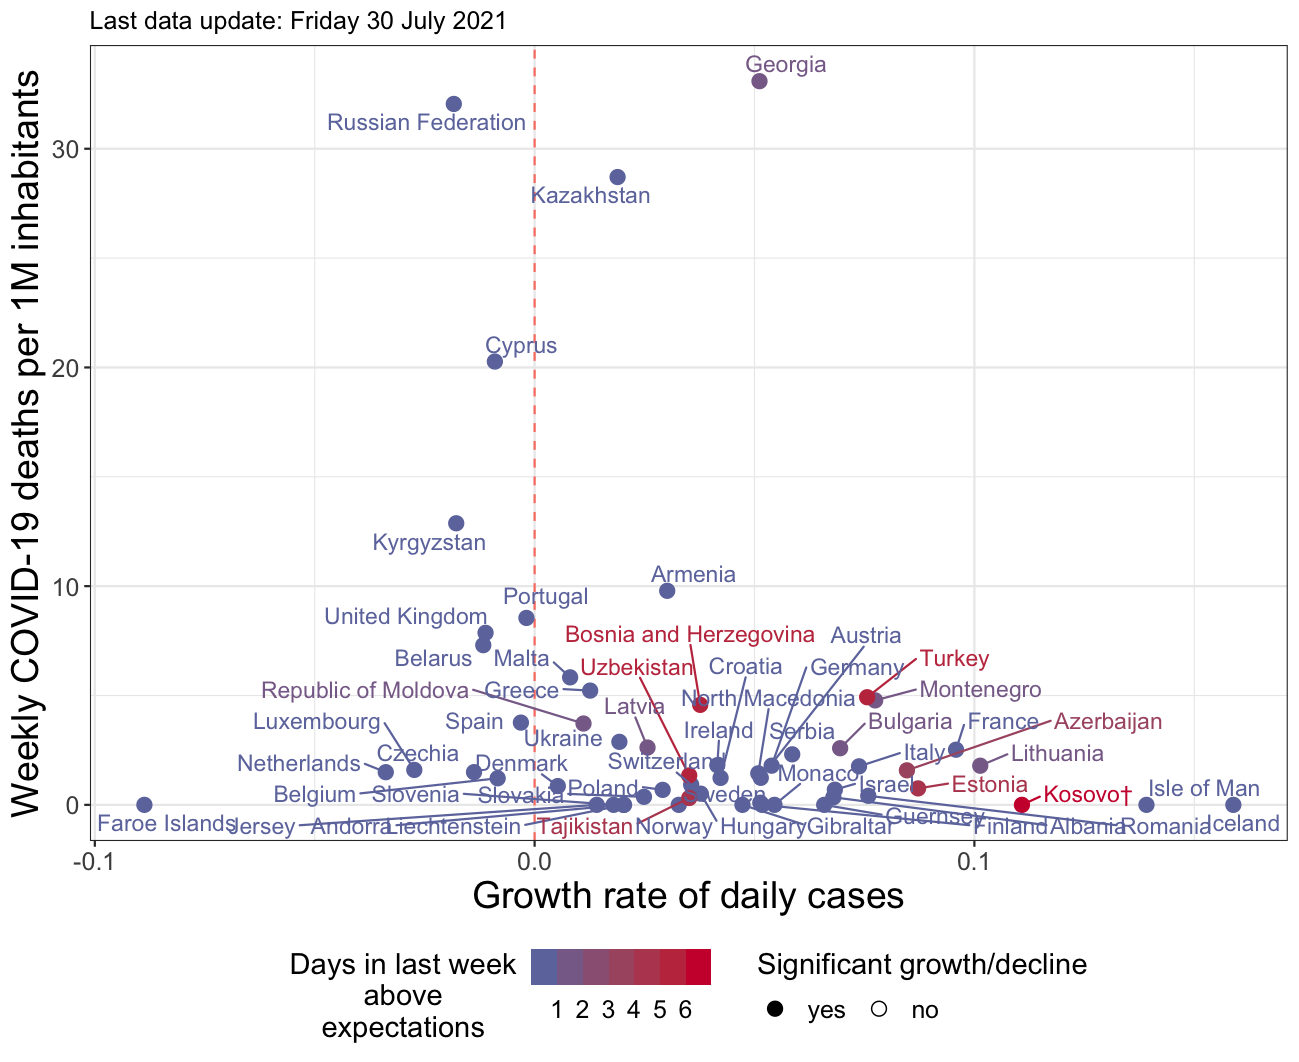 Last data update: Friday 30 July 2021
Weekly COVID-19 deaths per 1M inhabitants
30
20
10
0
Georgia
Russian Federation
Kazakhstan
Cyprus
Kyrgyzstan
Armenia
Portugal
United Kingdom
Bosnia and Herzegovina
Austria
Belarus
Malta
Uzbekistan
Croatia
Germany
Turkey
Republic of Moldova
Greece
North Macedonia
Montenegro
Latvia
Luxembourg
Spain
Ukraine
Ireland
Serbia
Bulgaria
France
Azerbaijan
Netherlands
Czechia
Denmark
Switzerland
Monaco
Italy
Lithuania
Belgium
Slovenia
Slovakia
Poland
Sweden
Israel
Estonia
Kosovo†
Isle of Man
Faroe Islands
Jersey
Andorra
Liechtenstein
Tajikistan
Norway
Hungary
Gibraltar
Guernsey
Finland
Albania
Romania
Iceland
-0.1
0.0
0.1
Growth rate of daily cases
Days in last week
above
expectations
1 2 3 4 5 6
Significant growth/decline
yes
no